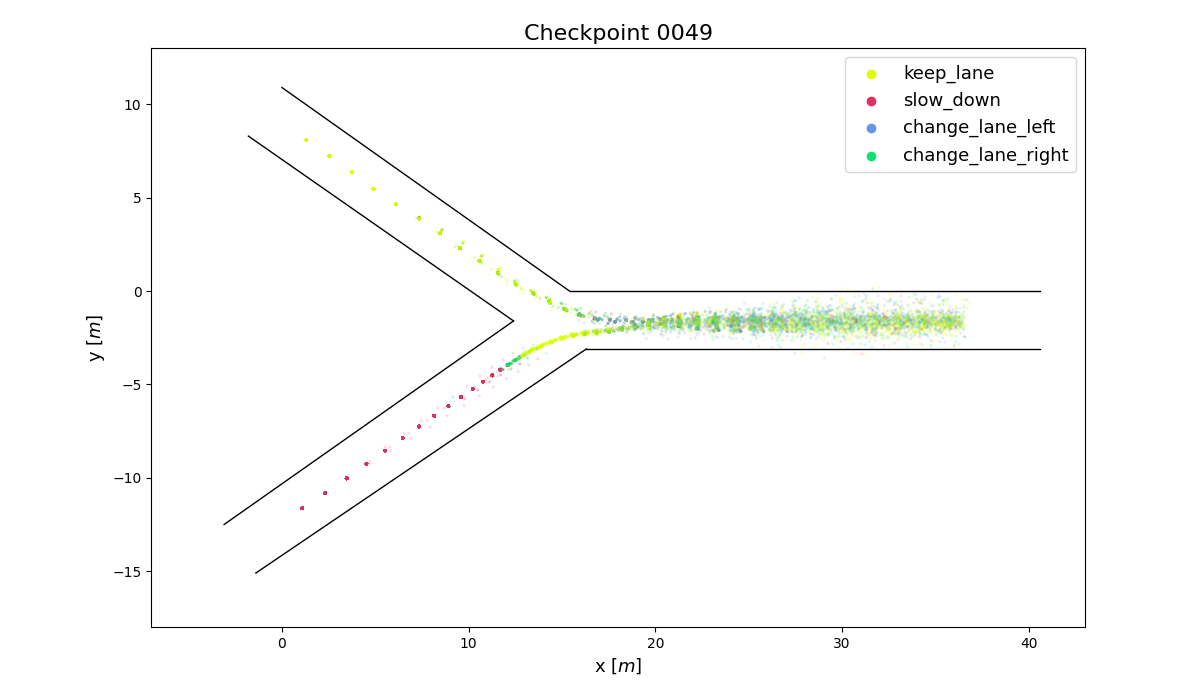 Checkpoint 0049
keep_lane
slow_down
change_lane_left
change_lane_right
10
5
0
−5
−10
−15
y [m]
0
10
20
30
40
x [m]